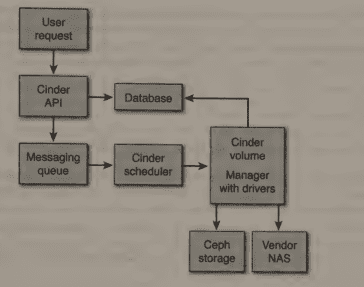 User
request
Cinder
API
Database
Messaging
queue
Cinder
scheduler
Cinder
volume
Manager
with drivers
Ceph
storage
Vendor
NAS